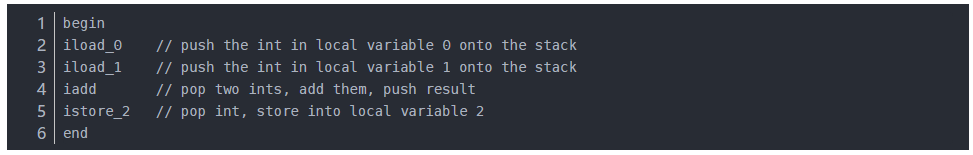 1 begin
2 iload_0    // push the int in local variable 0 onto the stack
3 iload_1    // push the int in local variable 1 onto the stack
4 iadd       // pop two ints, add them, push result
5 istore_2   // pop int, store into local variable 2
6 end